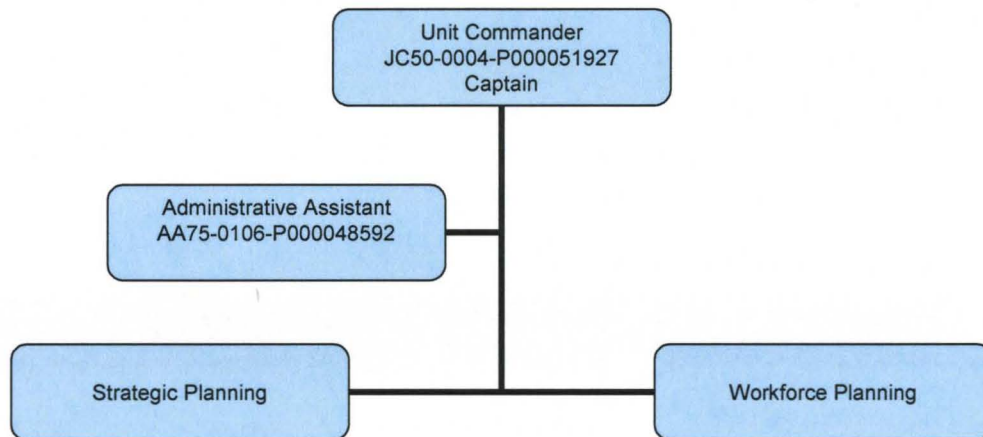 Unit Commander
JC50-0004-P000051927
Captain
Administrative Assistant
AA75-0106-P000048592
Strategic Planning
Workforce Planning